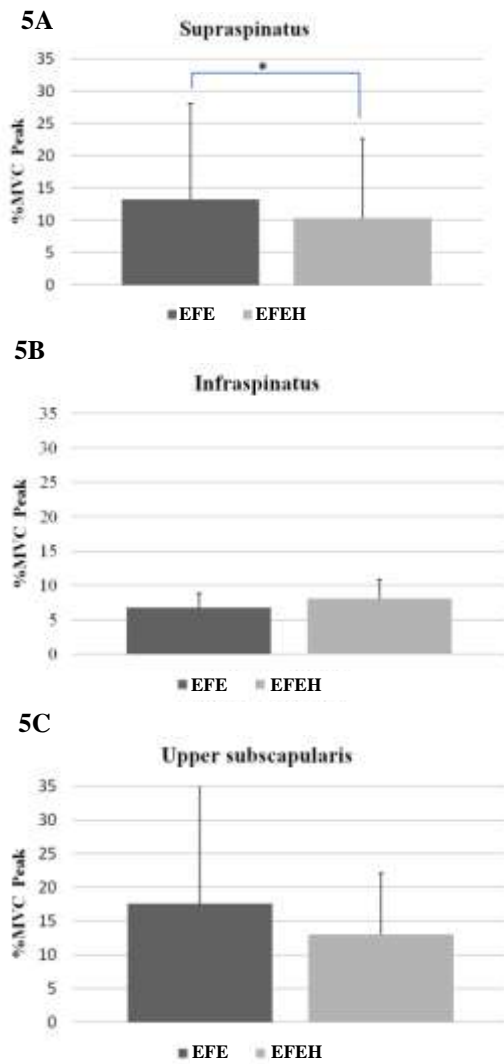 5A
Supraspinatus
*
%MVC Peak
35
30
25
20
15
10
5
0
EFE EFEH
5B
Infraspinatus
%MVC Peak
35
30
25
20
15
10
5
0
EFE EFEH
5C
Upper subscapularis
%MVC Peak
35
30
25
20
15
10
5
0
EFE EFEH